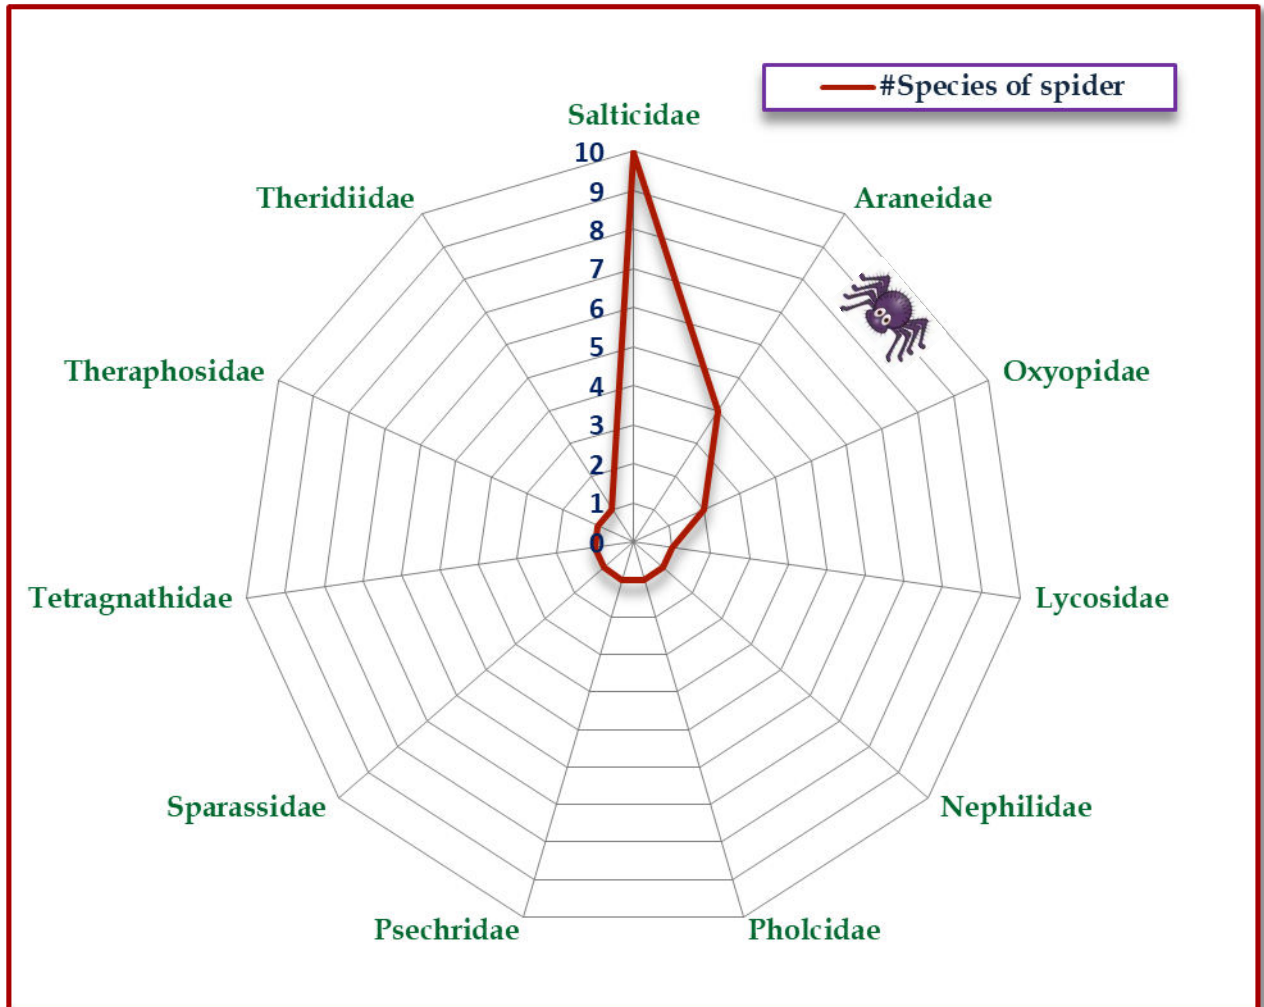 #Species of spider
Salticidae
10
Theridiidae
Araneidae
9
8
7
6
5
Theraphosidae
Oxyopidae
4
3
2
1
0
Tetragnathidae
Lycosidae
Sparassidae
Nephilidae
Psechridae
Pholcidae